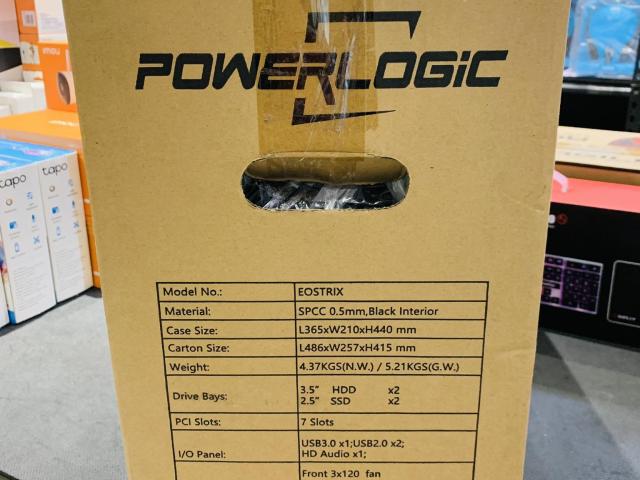 POWERLOGIC
imou
tapo
tapo
Model No.: EOSTRIX
Material: SPCC 0.5mm,Black Interior
Case Size: L365xW210xH440 mm
Carton Size: L486xW257xH415 mm
Weight: 4.37KGS(N.W.) / 5.21KGS(G.W.)
Drive Bays: 3.5" HDD x2
2.5" SSD x2
PCI Slots: 7 Slots
I/O Panel: USB3.0 x1;USB2.0 x2;
HD Audio x1;
Front 3x120 fan